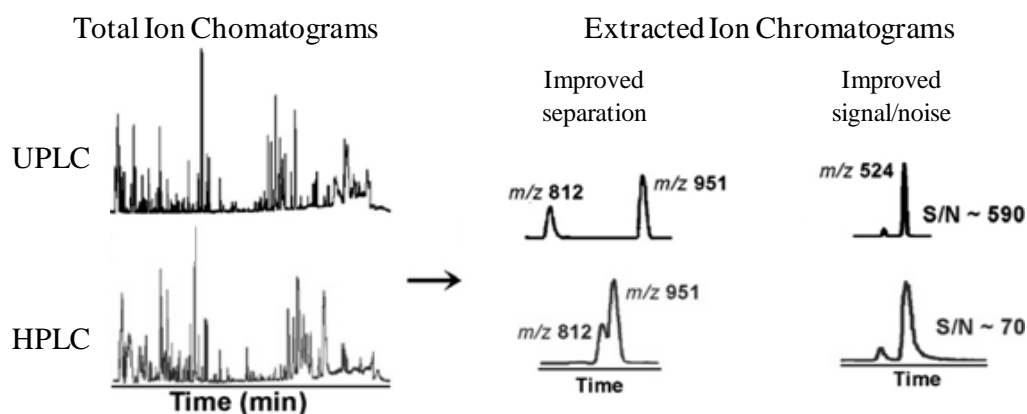 Total Ion Chomatograms
Extracted Ion Chromatograms
Improved
separation
Improved
signal/noise
UPLC
m/z 812
m/z 951
m/z 524
S/N ~ 590
HPLC
m/z 812
m/z 951
S/N ~ 70
Time (min)
Time
Time